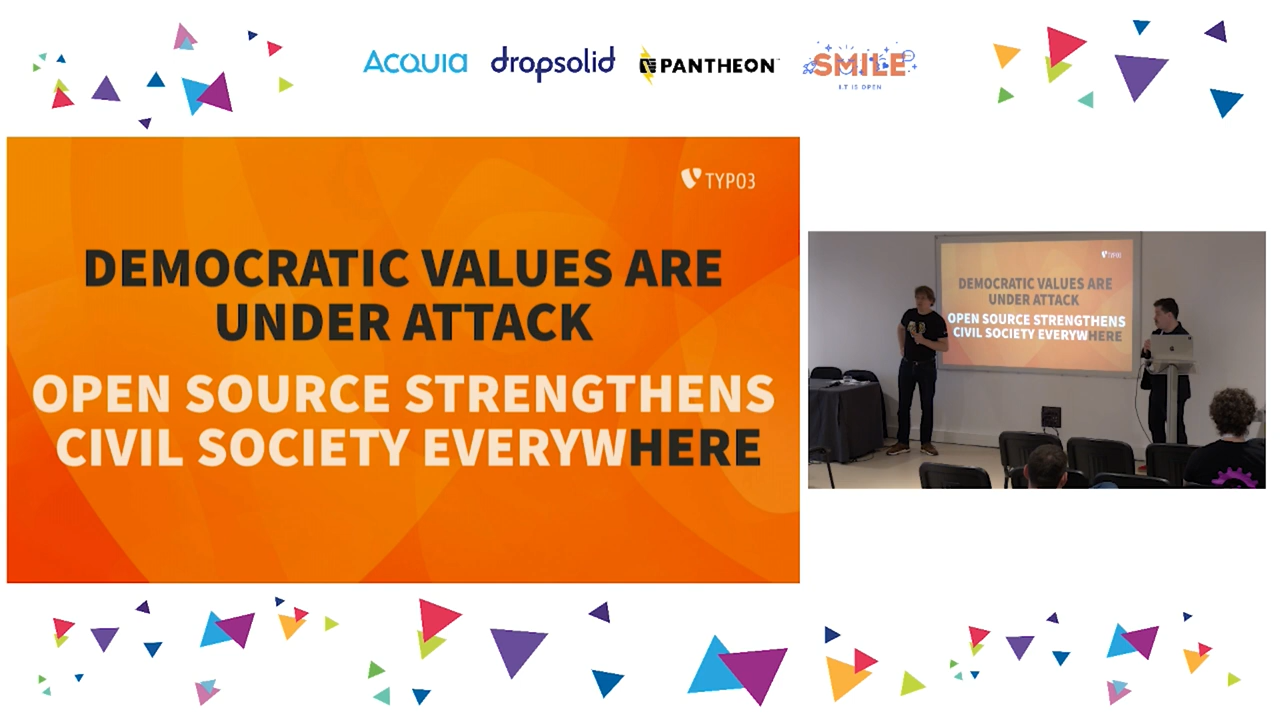 ACQUIA dropsolid PANTHEON SMILE
I.T IS OPEN
TYPO3
DEMOCRATIC VALUES ARE
UNDER ATTACK
OPEN SOURCE STRENGTHENS
CIVIL SOCIETY EVERYWHERE
TYPO3
DEMOCRATIC VALUES ARE
UNDER ATTACK
OPEN SOURCE STRENGTHENS
CIVIL SOCIETY EVERYWHERE